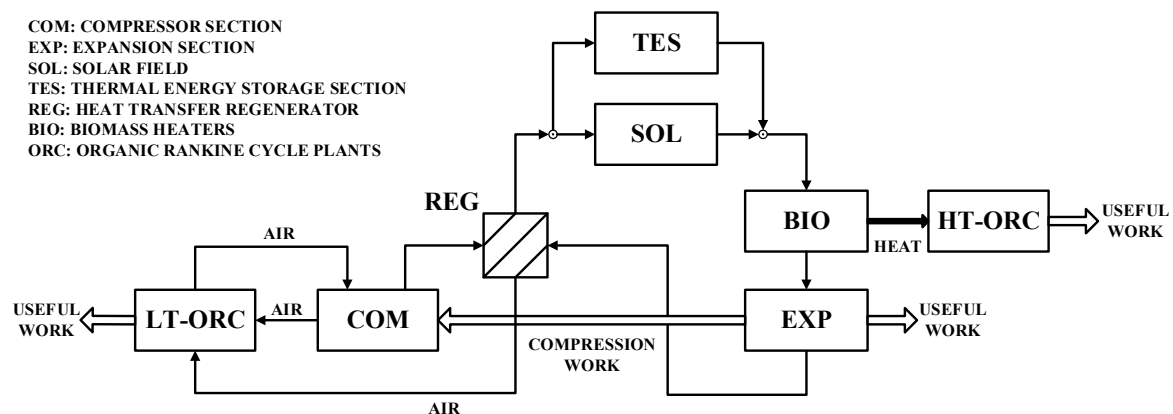 COM: COMPRESSOR SECTION
EXP: EXPANSION SECTION
SOL: SOLAR FIELD
TES: THERMAL ENERGY STORAGE SECTION
REG: HEAT TRANSFER REGENERATOR
BIO: BIOMASS HEATERS
ORC: ORGANIC RANKINE CYCLE PLANTS
TES
SOL
REG
BIO
HEAT
HT-ORC
USEFUL
WORK
AIR
USEFUL
WORK
LT-ORC
AIR
COM
COMPRESSION
WORK
EXP
USEFUL
WORK
AIR